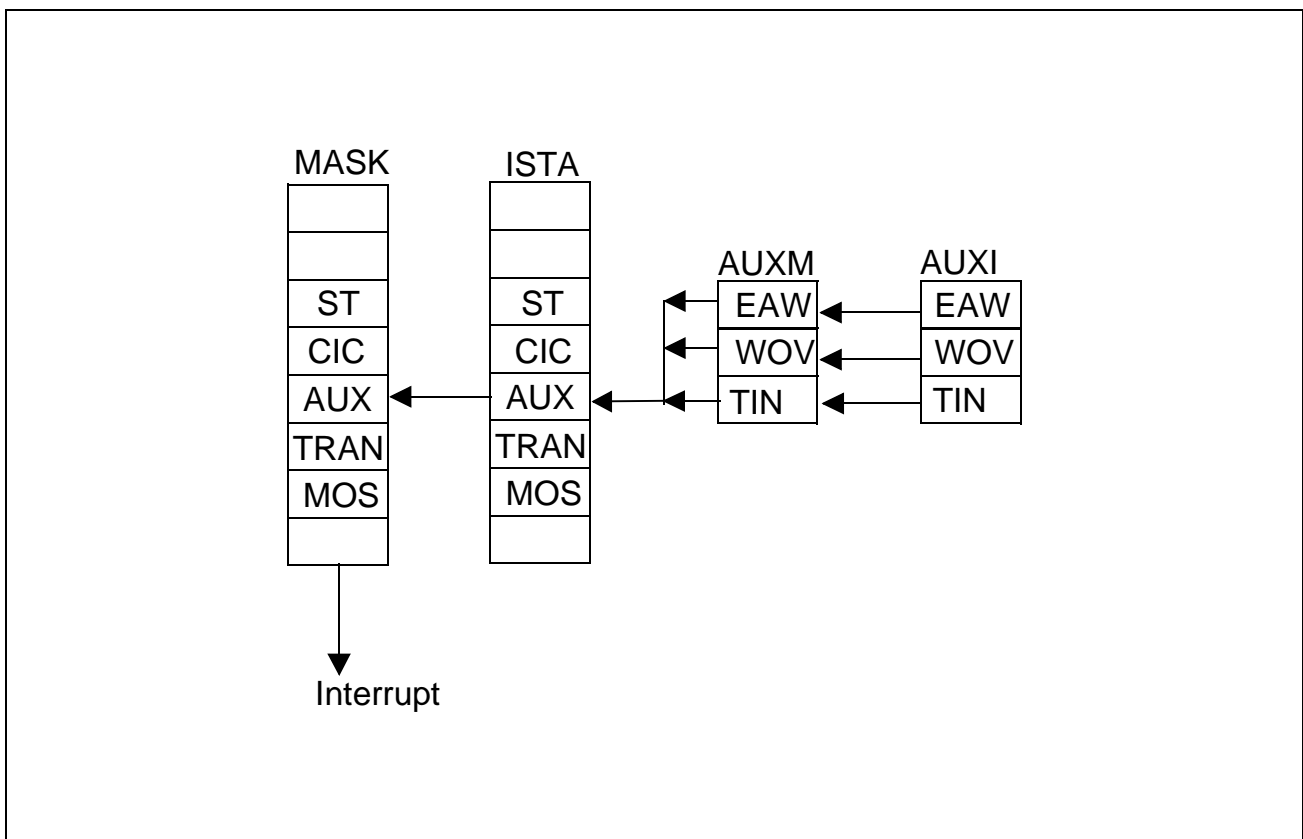 MASK
ISTA
AUXM
AUXI
ST
ST
EAW
EAW
CIC
CIC
WOV
WOV
AUX
AUX
TIN
TIN
TRAN
TRAN
MOS
MOS
Interrupt